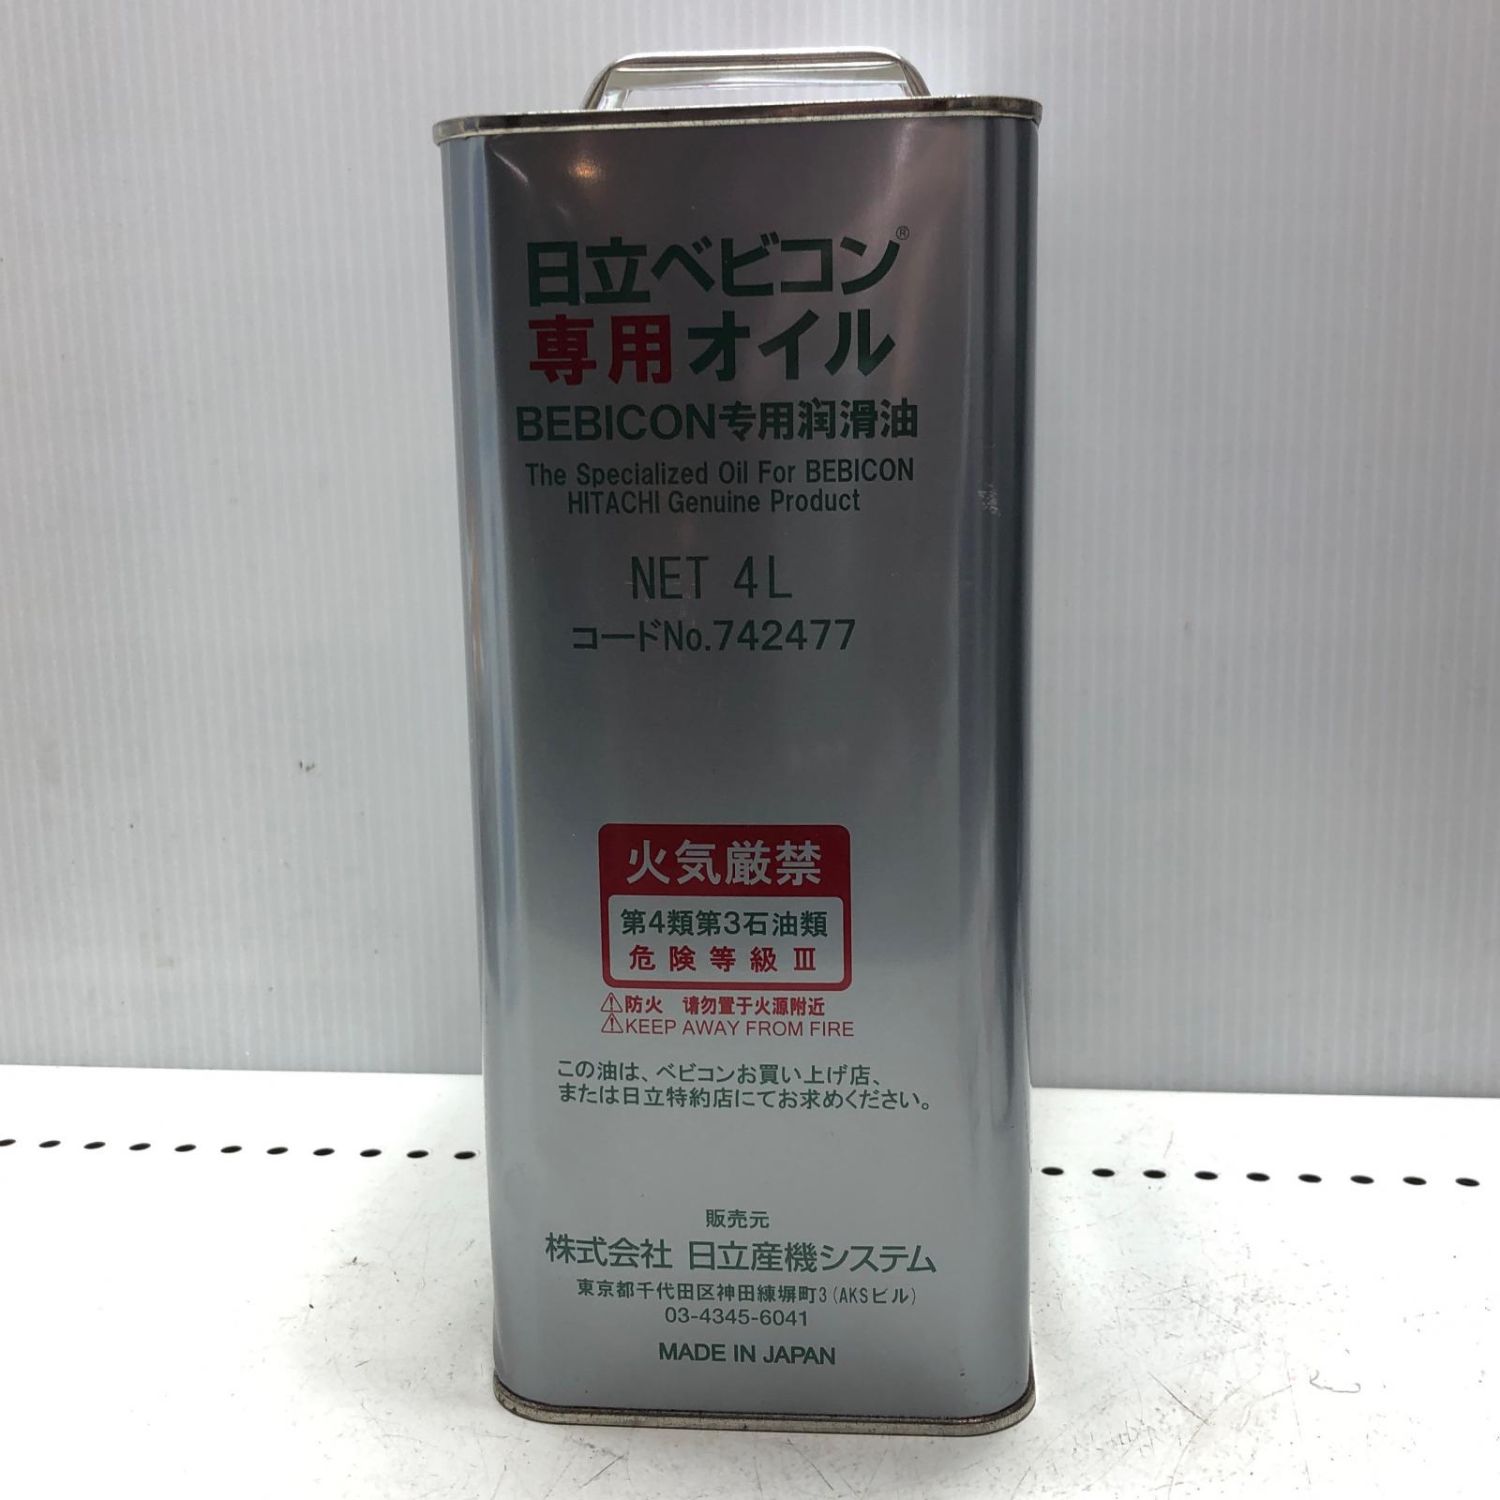 日立ベビコン®
専用オイル
BEBICON专用润滑油
The Specialized Oil For BEBICON
HITACHI Genuine Product
NET 4L
コードNo.742477
火気厳禁
第4類第3石油類
危険等級Ⅲ
⚠防火 请勿置于火源附近
⚠KEEP AWAY FROM FIRE
この油は、ベビコンお買い上げ店、
または日立特約店にてお求めください。
販売元
株式会社 日立産機システム
東京都千代田区神田練塀町3(AKSビル)
03-4345-6041
MADE IN JAPAN